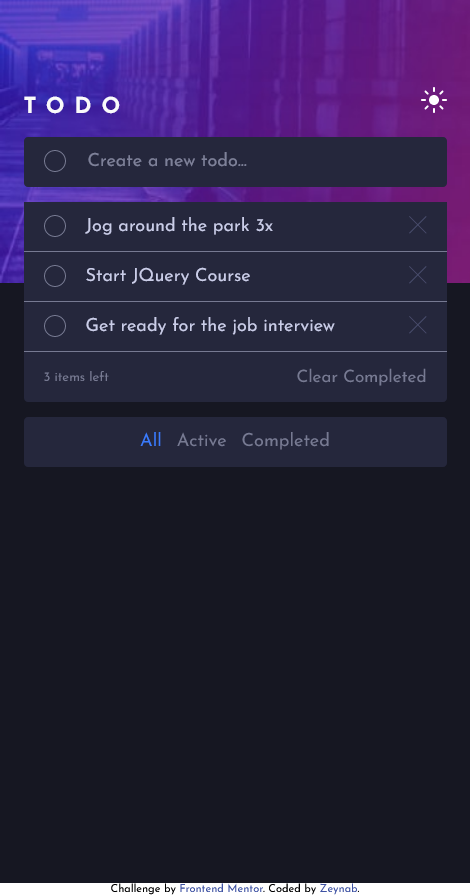 TODO
Create a new todo...
Jog around the park 3x
Start JQuery Course
Get ready for the job interview
3 items left Clear Completed
All Active Completed
Challenge by Frontend Mentor. Coded by Zeynab.